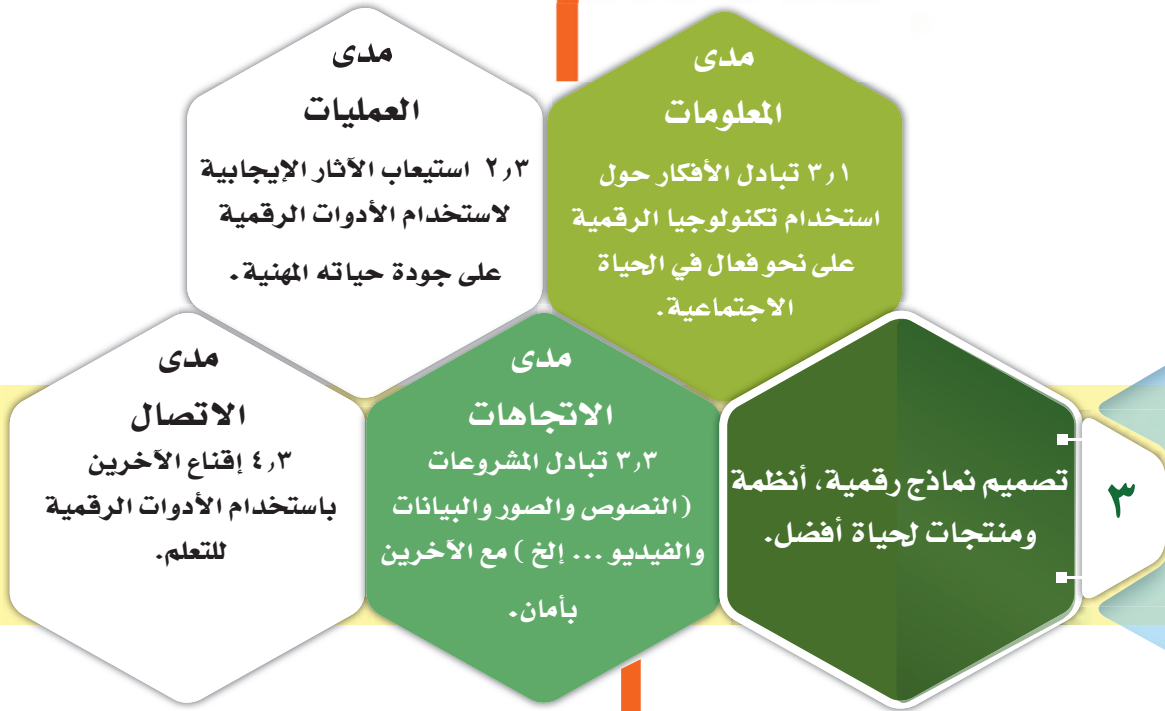 مدى
المعلومات
٣٫١ تبادل الأفكار حول
استخدام تكنولوجيا الرقمية
على نحو فعال في الحياة
الاجتماعية.
مدى
العمليات
٢٫٣ استيعاب الآثار الإيجابية
لاستخدام الأدوات الرقمية
على جودة حياته المهنية.
٣
تصميم نماذج رقمية، أنظمة
ومنتجات لحياة أفضل.
مدى
الاتجاهات
٣٫٣ تبادل المشروعات
(النصوص والصور والبيانات
والفيديو ... إلخ ) مع الآخرين
بأمان.
مدى
الاتصال
٤٫٣ إقناع الآخرين
باستخدام الأدوات الرقمية
للتعلم.